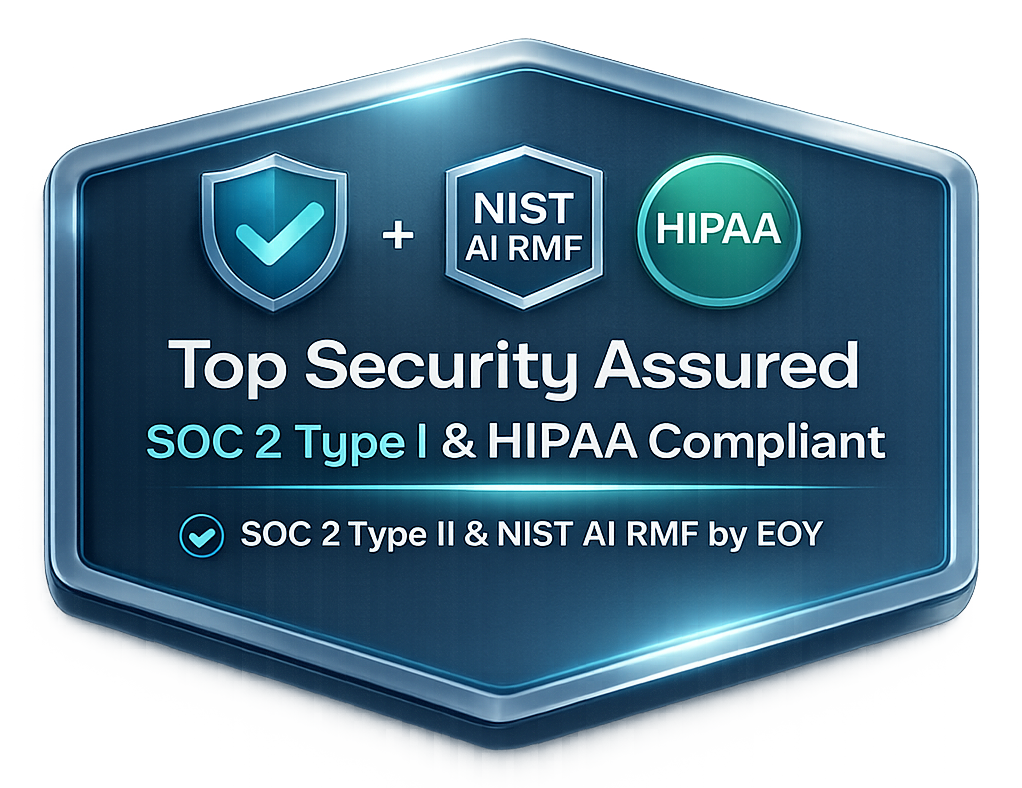 NIST
AI RMF
HIPAA
+
Top Security Assured
SOC 2 Type I & HIPAA Compliant
SOC 2 Type II & NIST AI RMF by EOY